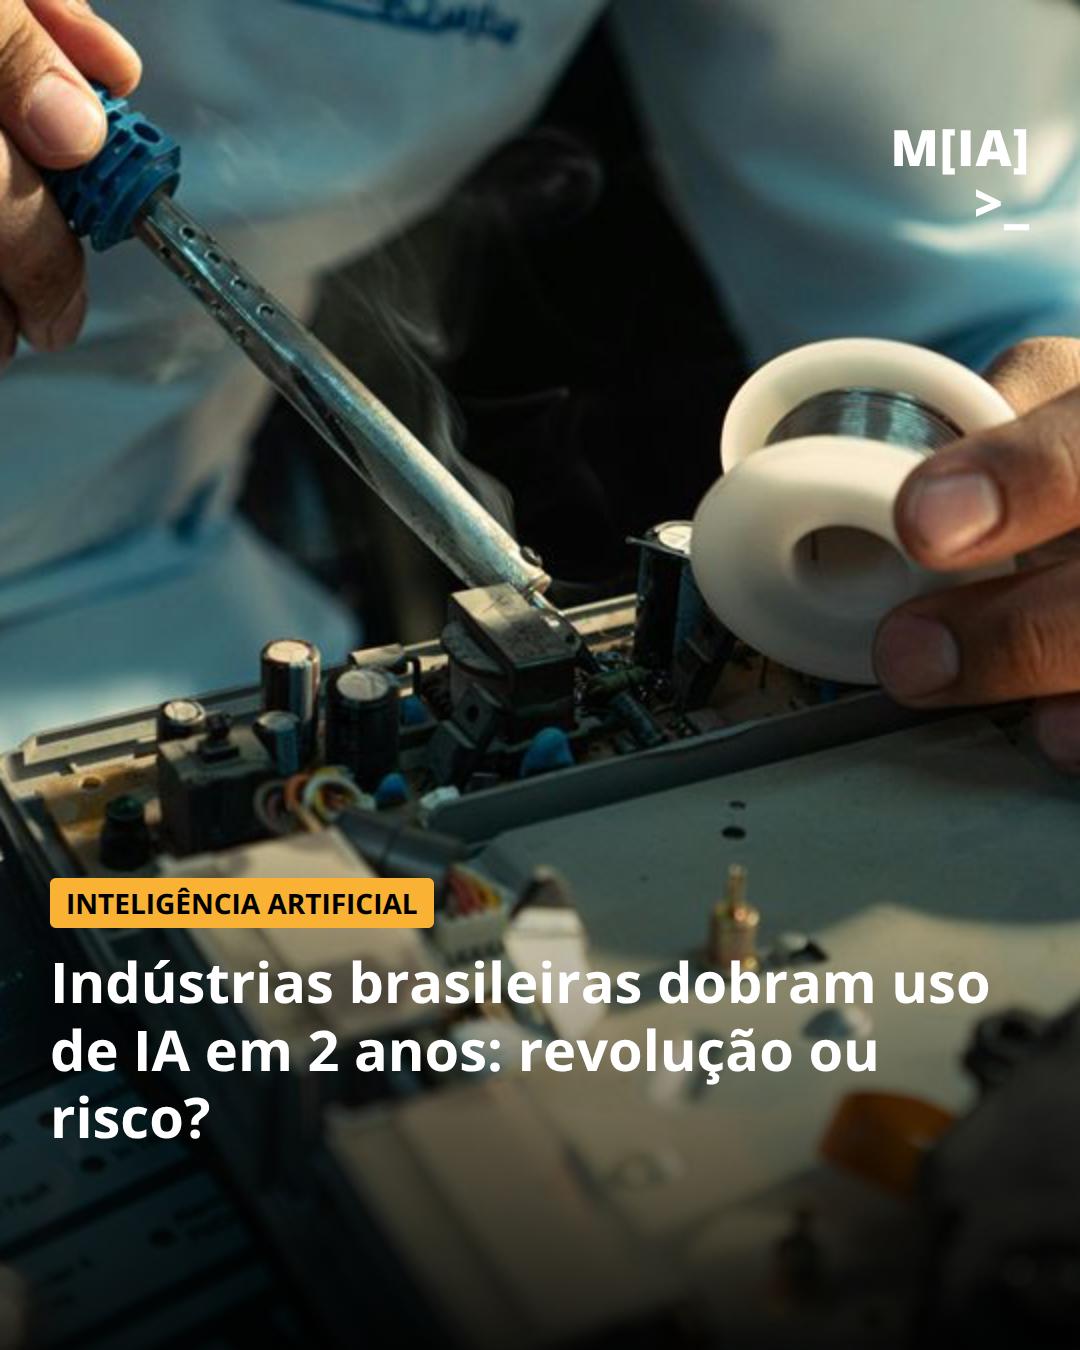 M[IA]
>_
INTELIGÊNCIA ARTIFICIAL
Indústrias brasileiras dobram uso
de IA em 2 anos: revolução ou
risco?